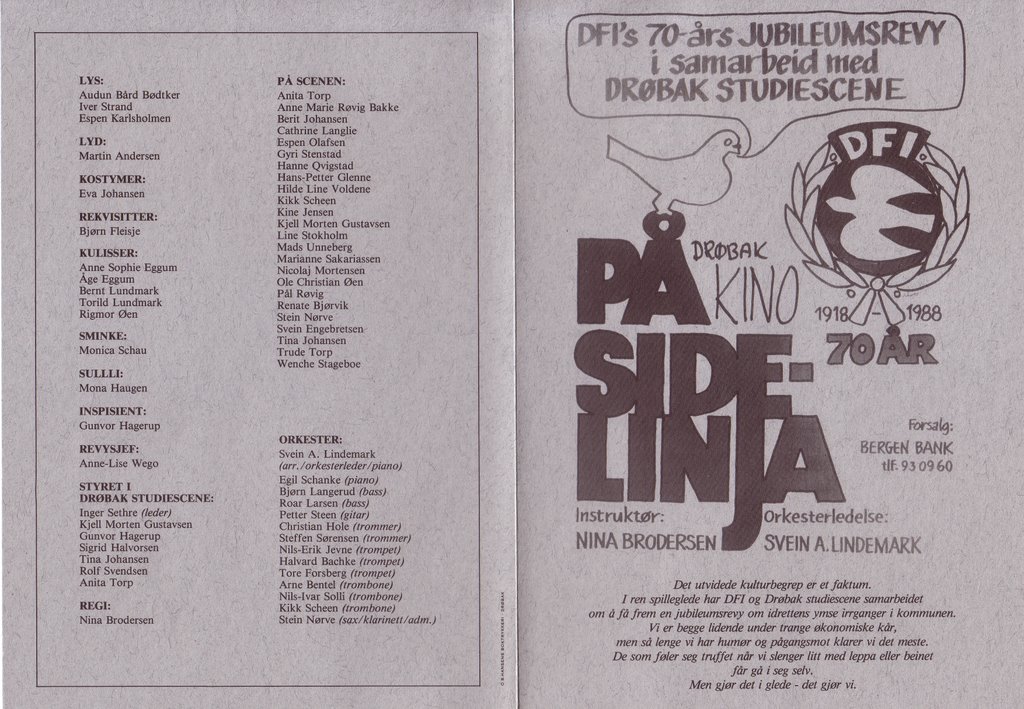 LYS:
Audun Bård Bødtker
Iver Strand
Espen Karlsholmen
LYD:
Martin Andersen
KOSTYMER:
Eva Johansen
REKVISITTER:
Bjørn Fleisje
KULISSER:
Anne Sophie Eggum
Åge Eggum
Bernt Lundmark
Torild Lundmark
Rigmor Øen
SMINKE:
Monica Schau
SULLLI:
Mona Haugen
INSPISIENT:
Gunvor Hagerup
REVYSJEF:
Anne-Lise Wego
STYRET I
DRØBAK STUDIESCENE:
Inger Sethre (leder)
Kjell Morten Gustavsen
Gunvor Hagerup
Sigrid Halvorsen
Tina Johansen
Rolf Svendsen
Anita Torp
REGI:
Nina Brodersen
PÅ SCENEN:
Anita Torp
Anne Marie Røvig Bakke
Berit Johansen
Cathrine Langlie
Espen Olafsen
Gyri Stenstad
Hanne Qvigstad
Hans-Petter Glenne
Hilde Line Voldene
Kikk Scheen
Kine Jensen
Kjell Morten Gustavsen
Line Stokholm
Mads Unneberg
Marianne Sakariassen
Nicolaj Mortensen
Ole Christian Øen
Pål Røvig
Renate Bjørvik
Stein Nørve
Svein Engebretsen
Tina Johansen
Trude Torp
Wenche Stageboe
ORKESTER:
Svein A. Lindemark
(arr./orkesterleder/piano)
Egil Schanke (piano)
Bjørn Langerud (bass)
Roar Larsen (bass)
Petter Steen (gitar)
Christian Hole (trommer)
Steffen Sørensen (trommer)
Nils-Erik Jevne (trompet)
Halvard Bachke (trompet)
Tore Forsberg (trompet)
Arne Bentel (trombone)
Nils-Ivar Solli (trombone)
Kikk Scheen (trombone)
Stein Nørve (sax/klarinett/adm.)
DFI's 70-års JUBILEUMSREVY
i samarbeid med
DRØBAK STUDIESCENE
DFI
DRØBAK
KINO
1918 - 1988
70 ÅR
PÅ
SIDE-
LINJA
Forsalg:
BERGEN BANK
tlf: 93 09 60
Instruktør:
NINA BRODERSEN
Orkesterledelse:
SVEIN A. LINDEMARK
Det utvidede kulturbegrep er et faktum.
I ren spilleglede har DFI og Drøbak studiescene samarbeidet
om å få frem en jubileumsrevy om idrettens ymse irrganger i kommunen.
Vi er begge lidende under trange økonomiske kår,
men så lenge vi har humør og pågangsmot klarer vi det meste.
De som føler seg truffet når vi slenger litt med leppa eller beinet
får gå i seg selv.
Men gjør det i glede - det gjør vi.